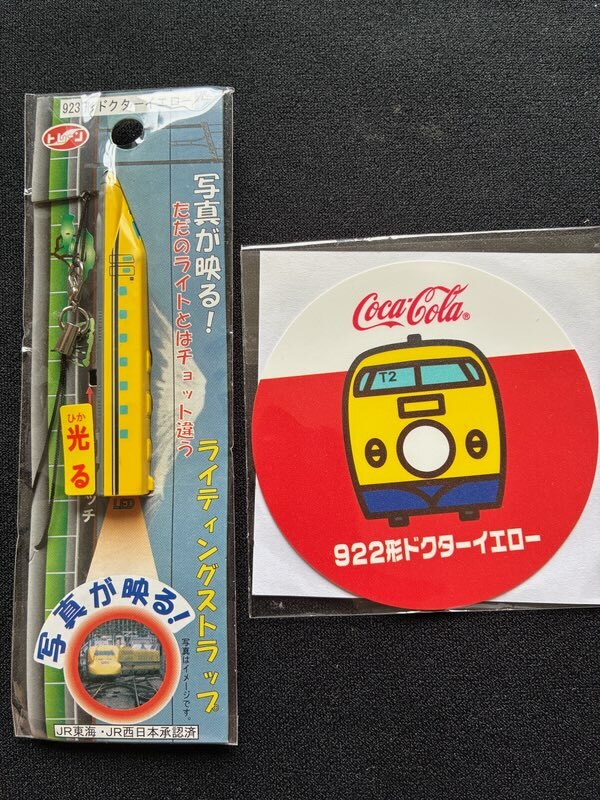 923形ドクターイエロー
トレーン
写真が映る!
ただのライトとはチョット違う
ライティングストラップ
ひか
光る
ッチ
写真が映る!
写真はイメージです。
JR東海・JR西日本承認済
Coca-Cola®
T2
922形ドクターイエロー